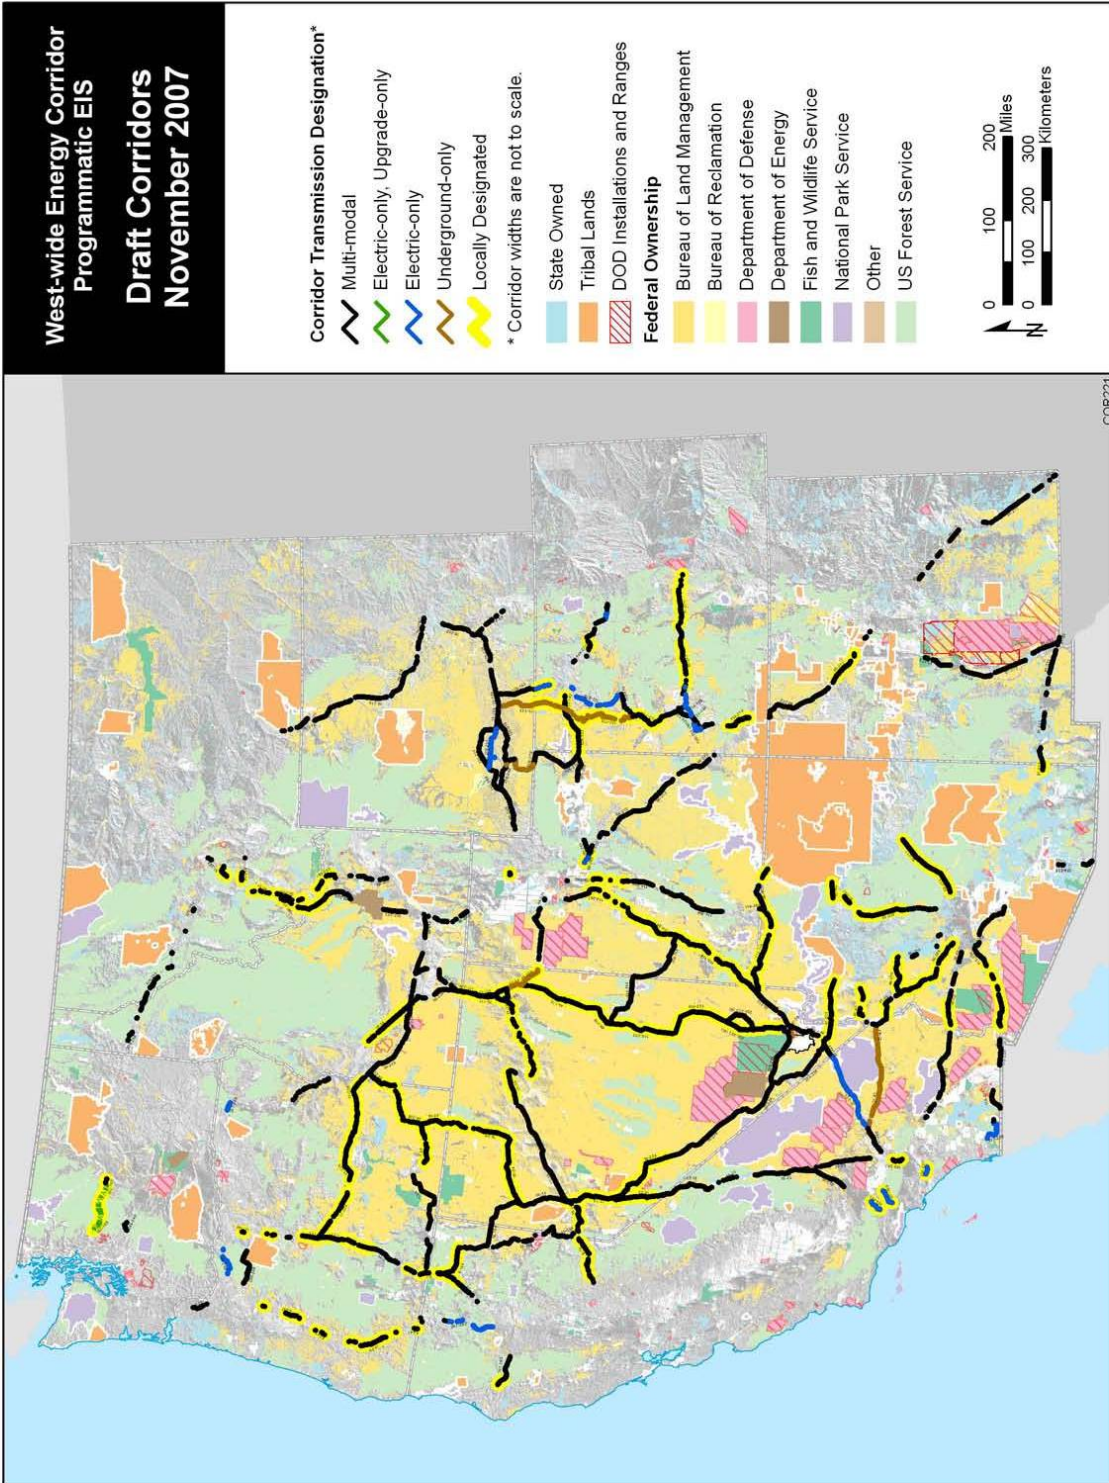 West-wide Energy Corridor
Programmatic EIS
Draft Corridors
November 2007
Corridor Transmission Designation*
Multi-modal
Electric-only, Upgrade-only
Electric-only
Underground-only
Locally Designated
* Corridor widths are not to scale.
State Owned
Tribal Lands
DOD Installations and Ranges
Federal Ownership
Bureau of Land Management
Bureau of Reclamation
Department of Defense
Department of Energy
Fish and Wildlife Service
National Park Service
Other
US Forest Service
N
0 100 200
Miles
0 100 200 300
Kilometers
COR221